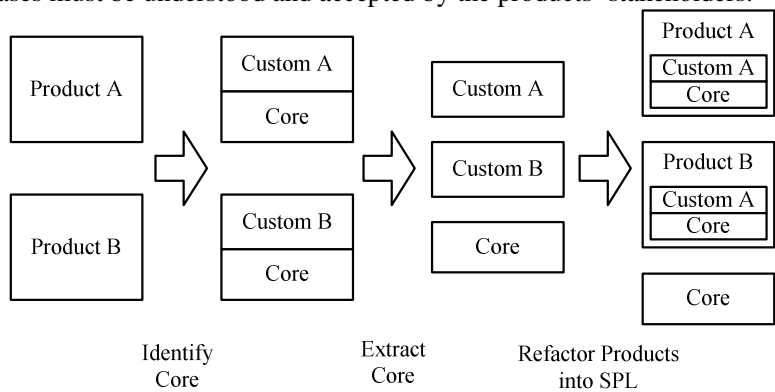 ases must be understood and accepted by the products' stakeholders.
Product A
Product B
Custom A
Core
Custom B
Core
Custom A
Custom B
Core
Product A
Custom A
Core
Product B
Custom A
Core
Core
Identify
Core
Extract
Core
Refactor Products
into SPL